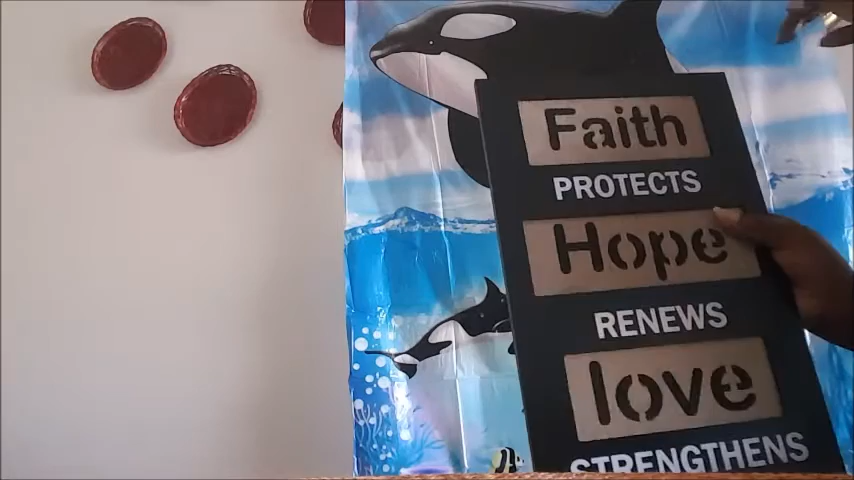 Faith
PROTECTS
Hope
RENEWS
love
STRENGTHENS